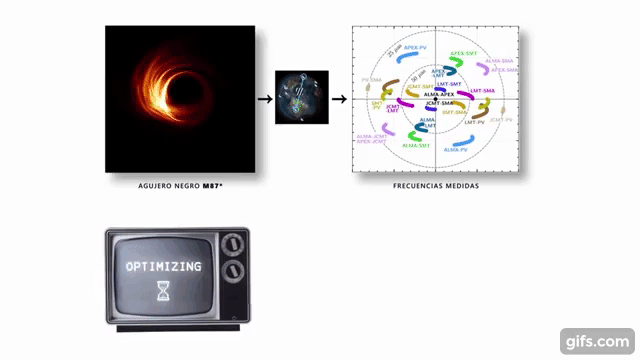 AGUJERO NEGRO M87*
25 µas
50 µas
APEX-PV
APEX-SMT
ALMA-SMA
APEX-SMA
APEX
-LMT
PV-SMA
JCMT-SMT
LMT-SMT
ALMA-APEX
LMT-SMA
SMT-
PV
JCMT
-LMT
JCMT-SMA
SMT-SMA
JCMT-PV
LMT-PV
ALMA
LMT
ALMA-JCMT
APEX-JCMT
ALMA-SMT
ALMA-PV
FRECUENCIAS MEDIDAS
OPTIMIZING
gifs.com